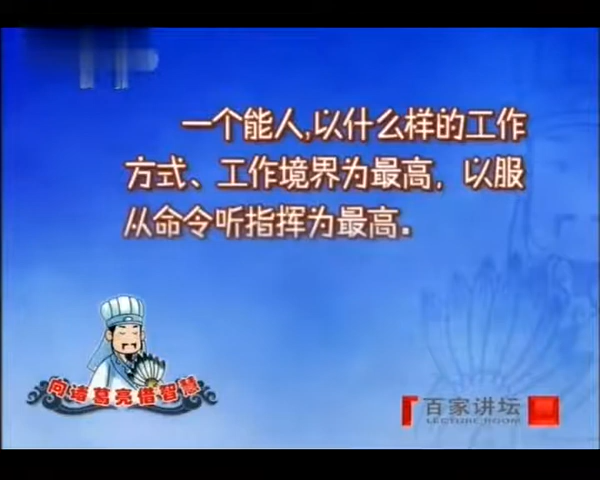 一个能人,以什么样的工作
方式、工作境界为最高,以服
从命令听指挥为最高.
向诸葛亮借智慧
百家讲坛
LECTURE ROOM